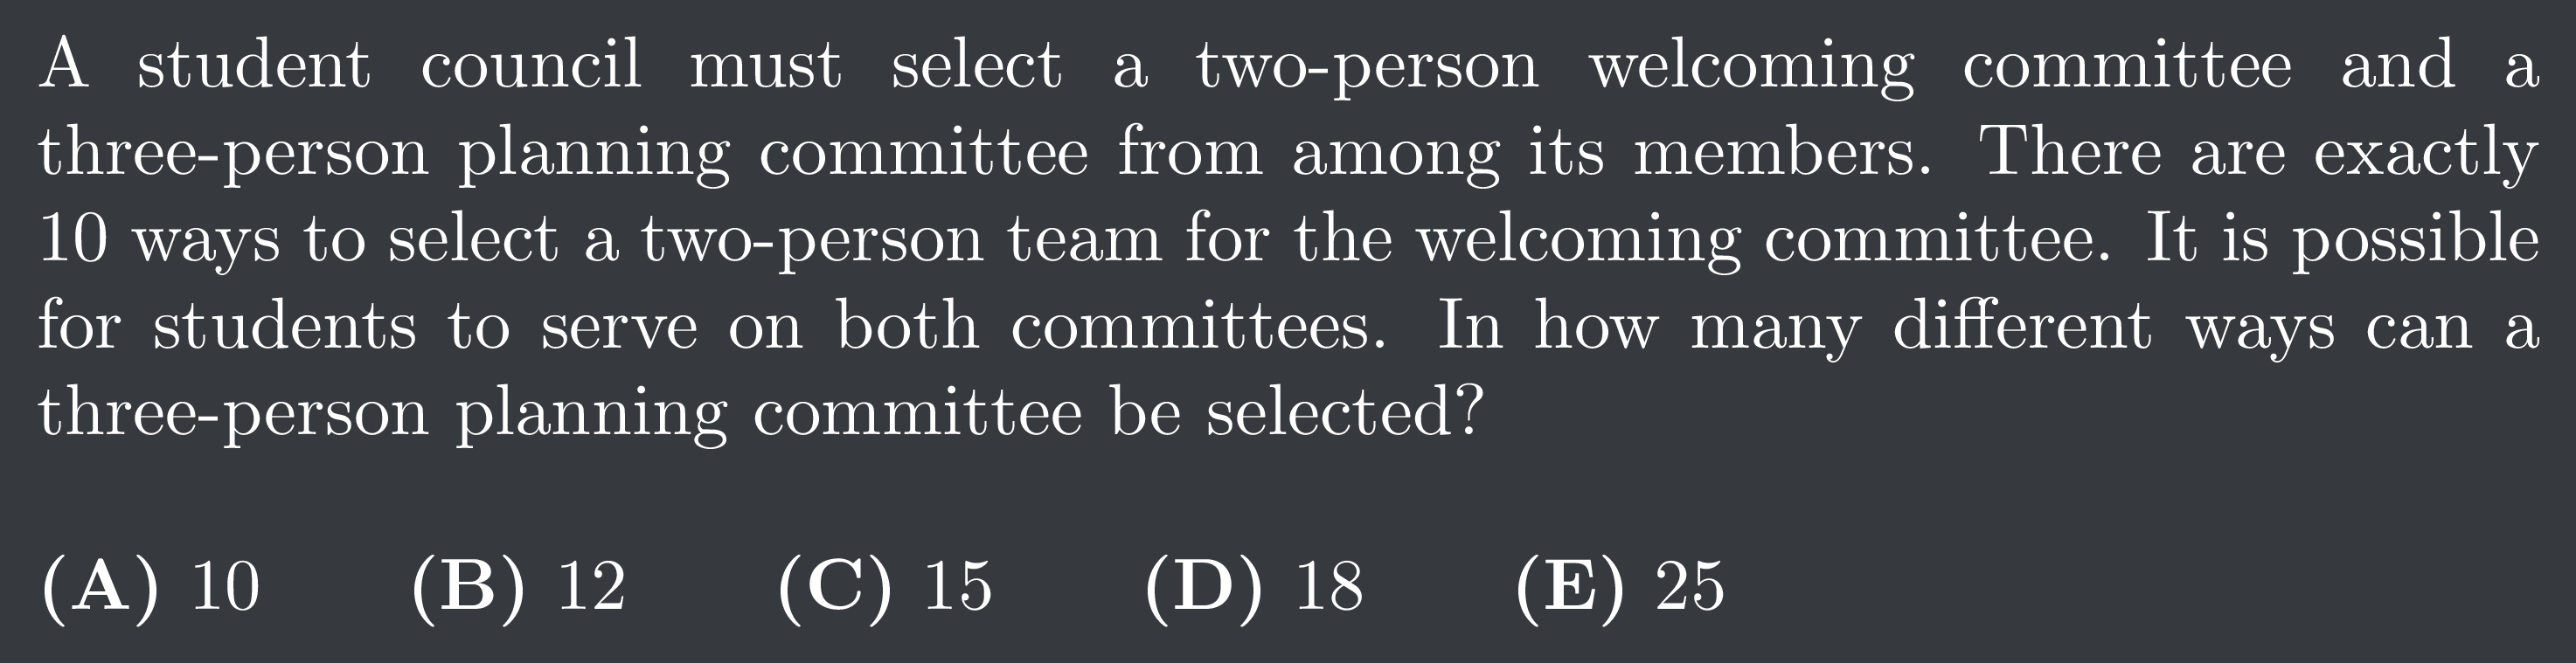 A student council must select a two-person welcoming committee and a
three-person planning committee from among its members. There are exactly
10 ways to select a two-person team for the welcoming committee. It is possible
for students to serve on both committees. In how many different ways can a
three-person planning committee be selected?
(A) 10 (B) 12 (C) 15 (D) 18 (E) 25